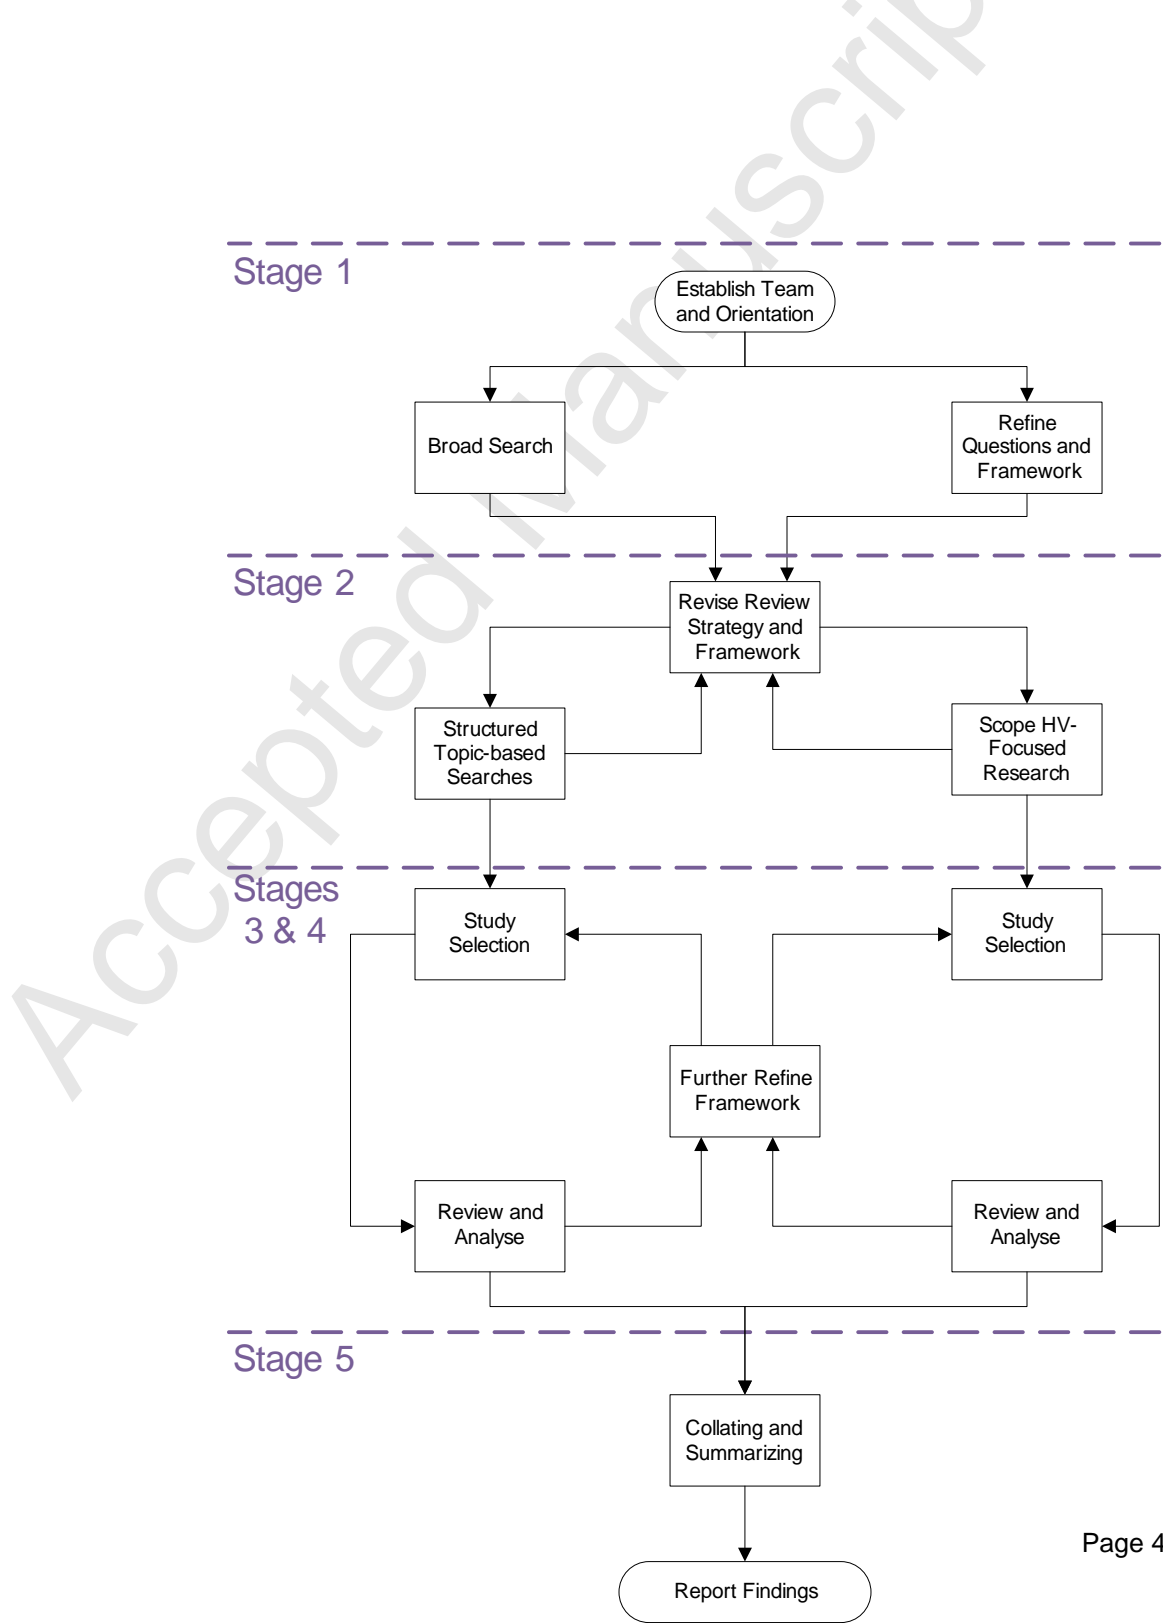 Accepted Manuscrip
Stage 1
Establish Team
and Orientation
Broad Search
Refine
Questions and
Framework
Stage 2
Revise Review
Strategy and
Framework
Structured
Topic-based
Searches
Scope HV-
Focused
Research
Stages
3 & 4
Study
Selection
Study
Selection
Further Refine
Framework
Review and
Analyse
Review and
Analyse
Stage 5
Collating and
Summarizing
Page 4
Report Findings